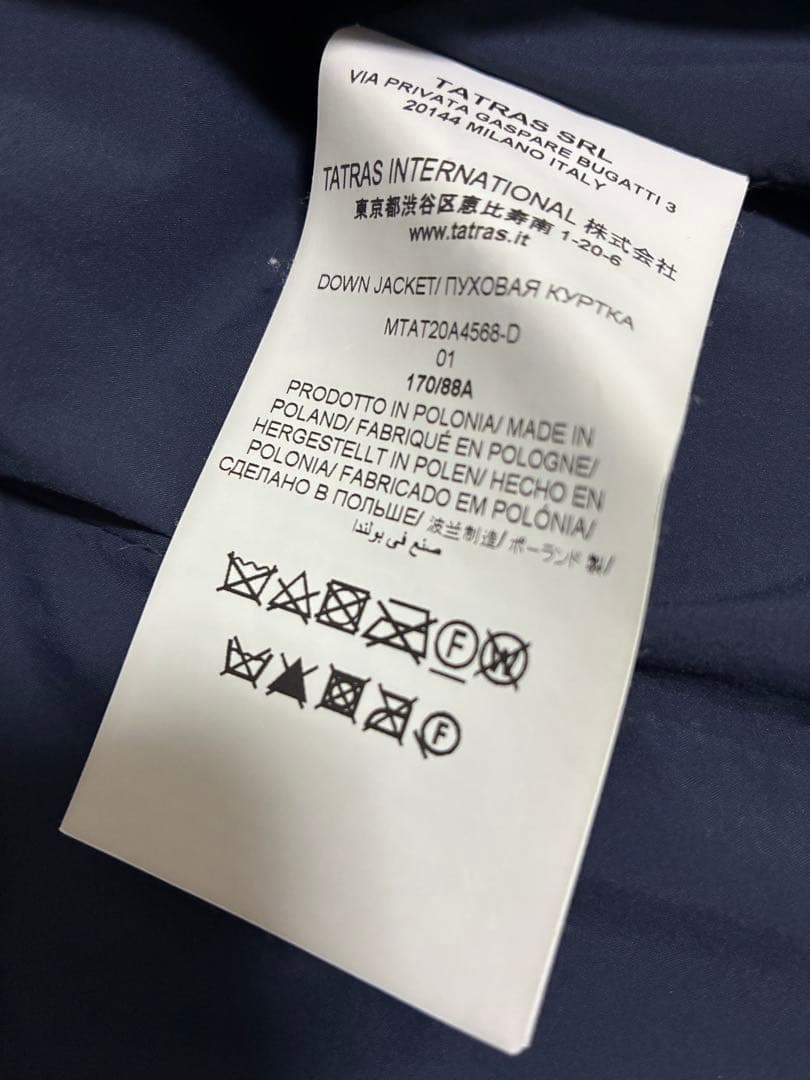 TATRAS SRL
VIA PRIVATA GASPARE BUGATTI 3
20144 MILANO ITALY
TATRAS INTERNATIONAL 株式会社
東京都渋谷区恵比寿南 1-20-6
www.tatras.it
DOWN JACKET/ ПУХОВАЯ КУРТКА
MTAT20A4568-D
01
170/88A
PRODOTTO IN POLONIA/ MADE IN
POLAND/ FABRIQUÉ EN POLOGNE/
HERGESTELLT IN POLEN/ HECHO EN
POLONIA/ FABRICADO EM POLÓNIA/
СДЕЛАНО В ПОЛЬШЕ/ 波兰制造/ ポーランド 製/
صنع في بولندا
F W
F